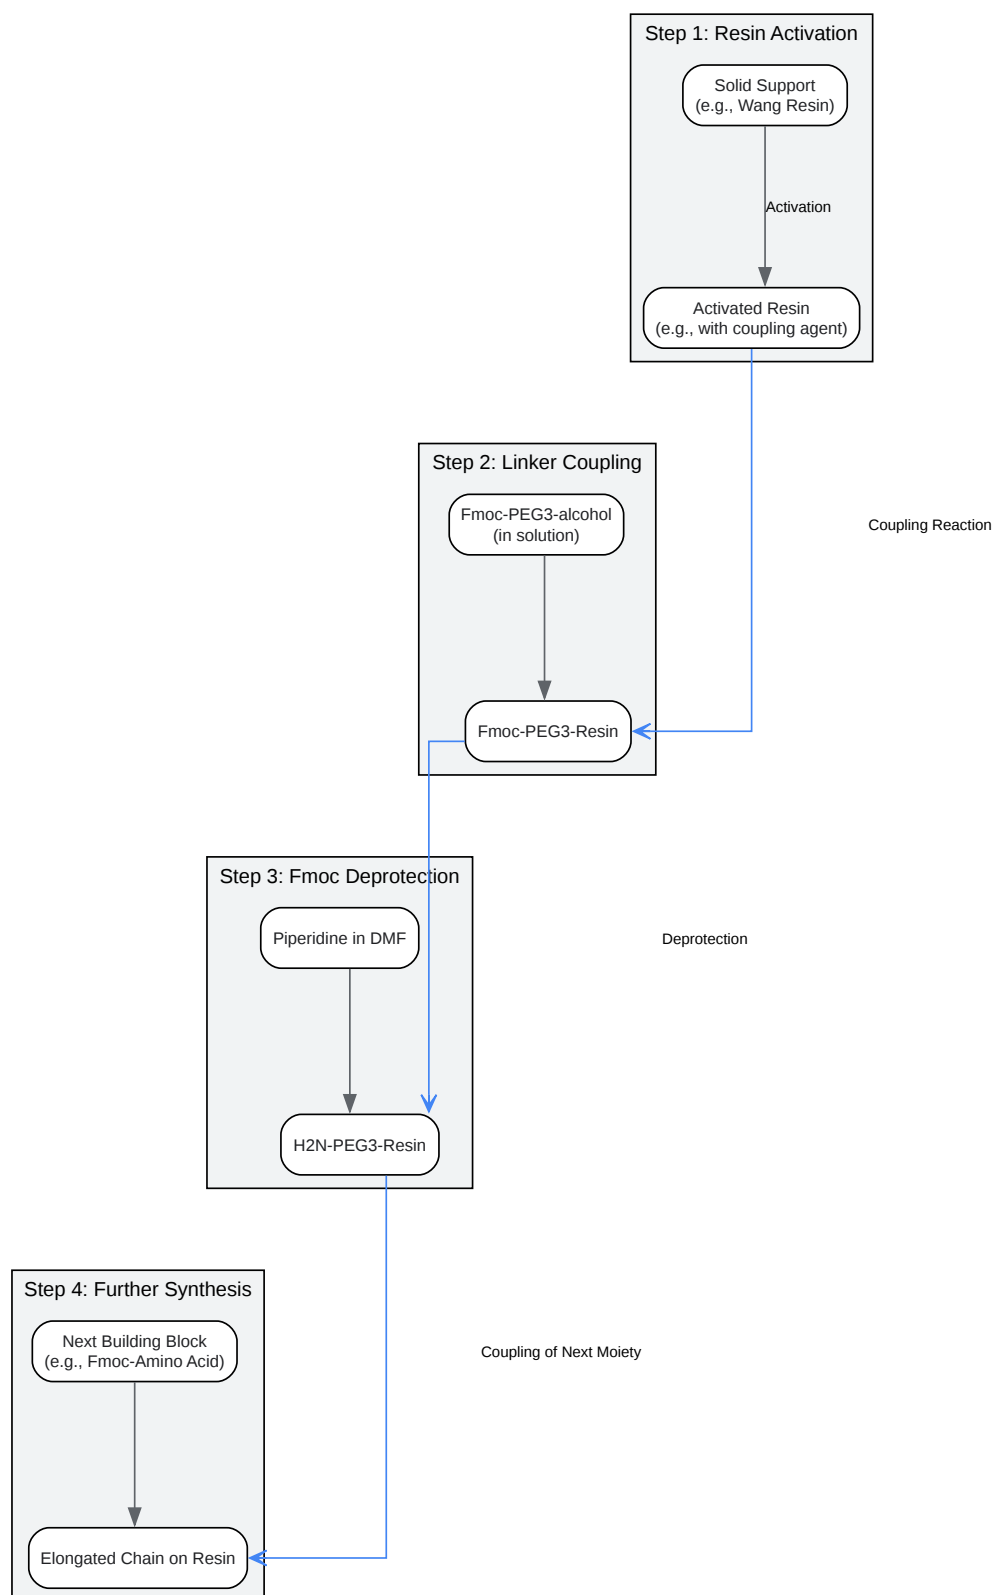 Step 1: Resin Activation
Solid Support
(e.g., Wang Resin)
Activation
Activated Resin
(e.g., with coupling agent)
Step 2: Linker Coupling
Fmoc-PEG3-alcohol
(in solution)
Coupling Reaction
Fmoc-PEG3-Resin
Step 3: Fmoc Deprotection
Piperidine in DMF
Deprotection
H2N-PEG3-Resin
Step 4: Further Synthesis
Next Building Block
(e.g., Fmoc-Amino Acid)
Coupling of Next Moiety
Elongated Chain on Resin